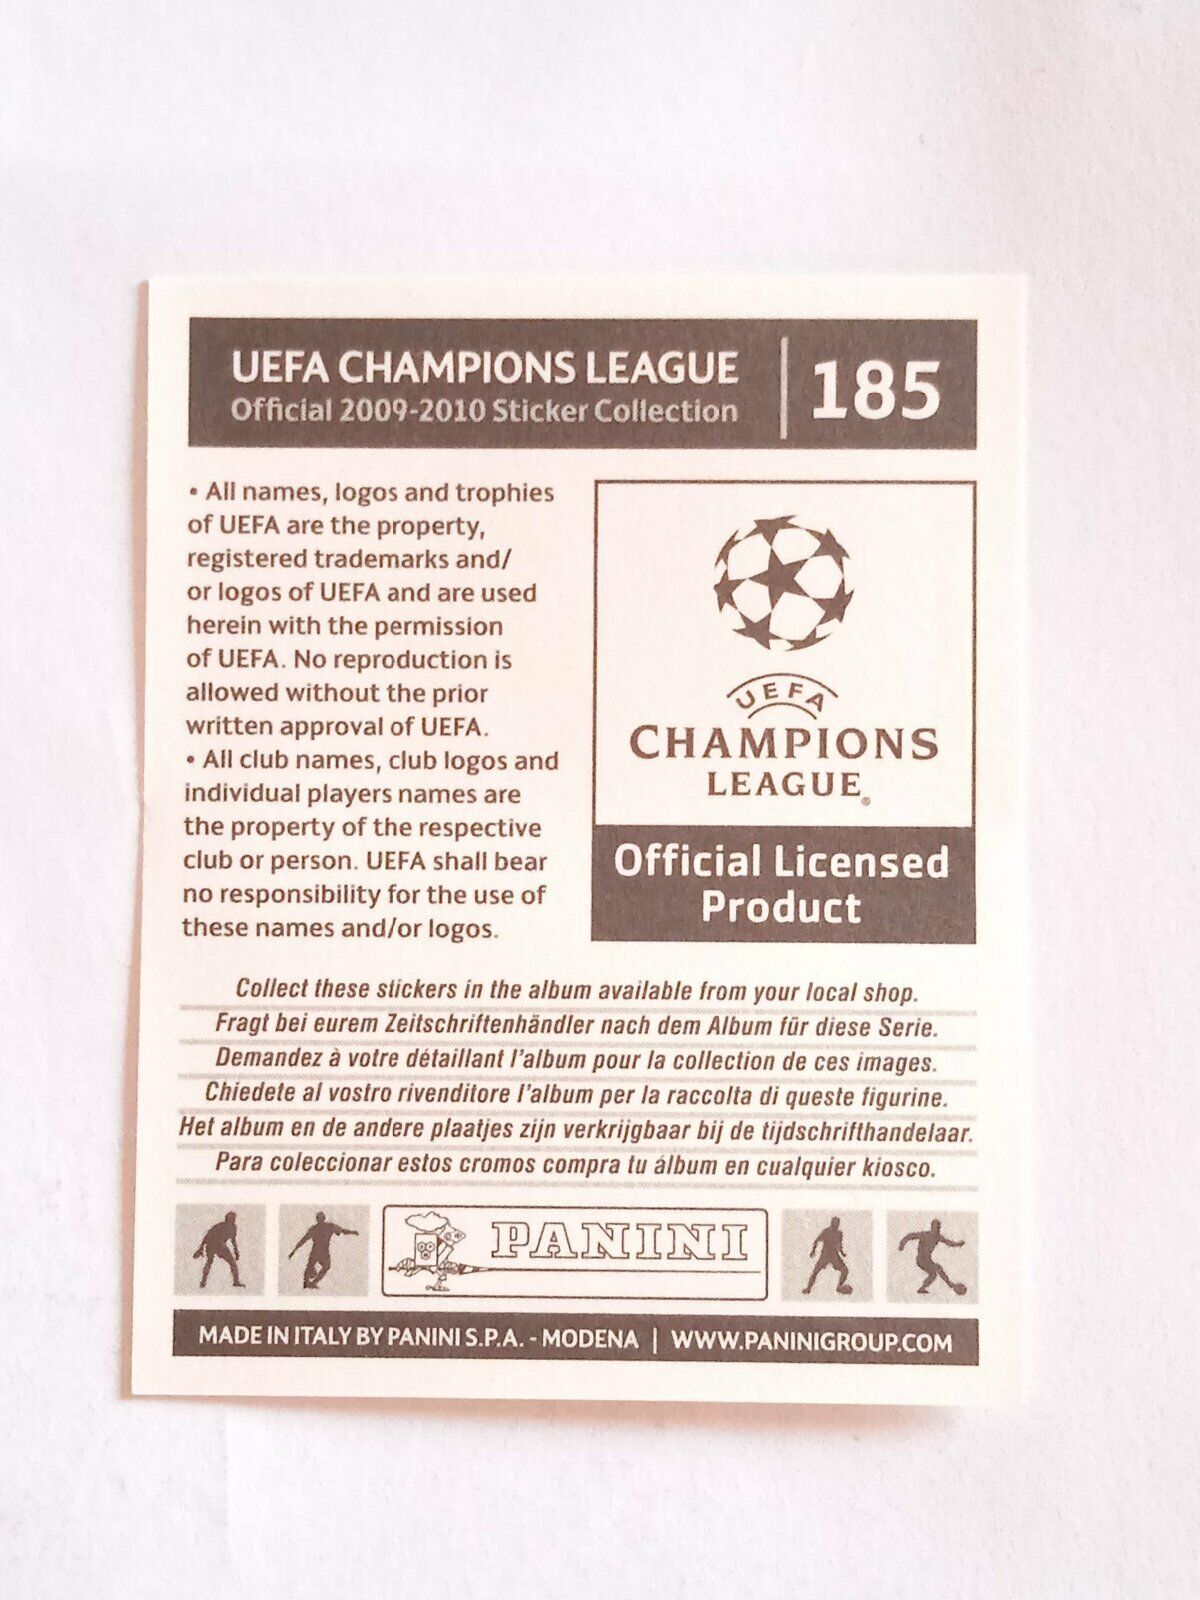 UEFA CHAMPIONS LEAGUE
Official 2009-2010 Sticker Collection
185
• All names, logos and trophies
of UEFA are the property,
registered trademarks and/
or logos of UEFA and are used
herein with the permission
of UEFA. No reproduction is
allowed without the prior
written approval of UEFA.
• All club names, club logos and
individual players names are
the property of the respective
club or person. UEFA shall bear
no responsibility for the use of
these names and/or logos.
UEFA
CHAMPIONS
LEAGUE®
Official Licensed
Product
Collect these stickers in the album available from your local shop.
Fragt bei eurem Zeitschriftenhändler nach dem Album für diese Serie.
Demandez à votre détaillant l'album pour la collection de ces images.
Chiedete al vostro rivenditore l'album per la raccolta di queste figurine.
Het album en de andere plaatjes zijn verkrijgbaar bij de tijdschrifthandelaar.
Para coleccionar estos cromos compra tu álbum en cualquier kiosco.
PANINI
MADE IN ITALY BY PANINI S.P.A. - MODENA | WWW.PANINIGROUP.COM